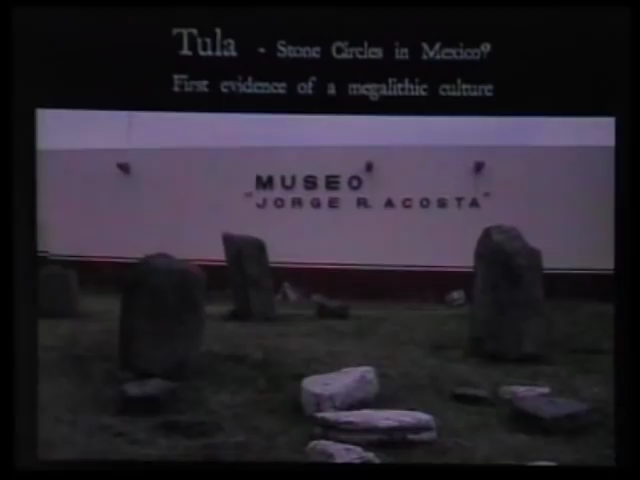 Tula - Stone Circles in Mexico?
First evidence of a megalithic culture
MUSEO
"JORGE R. ACOSTA"